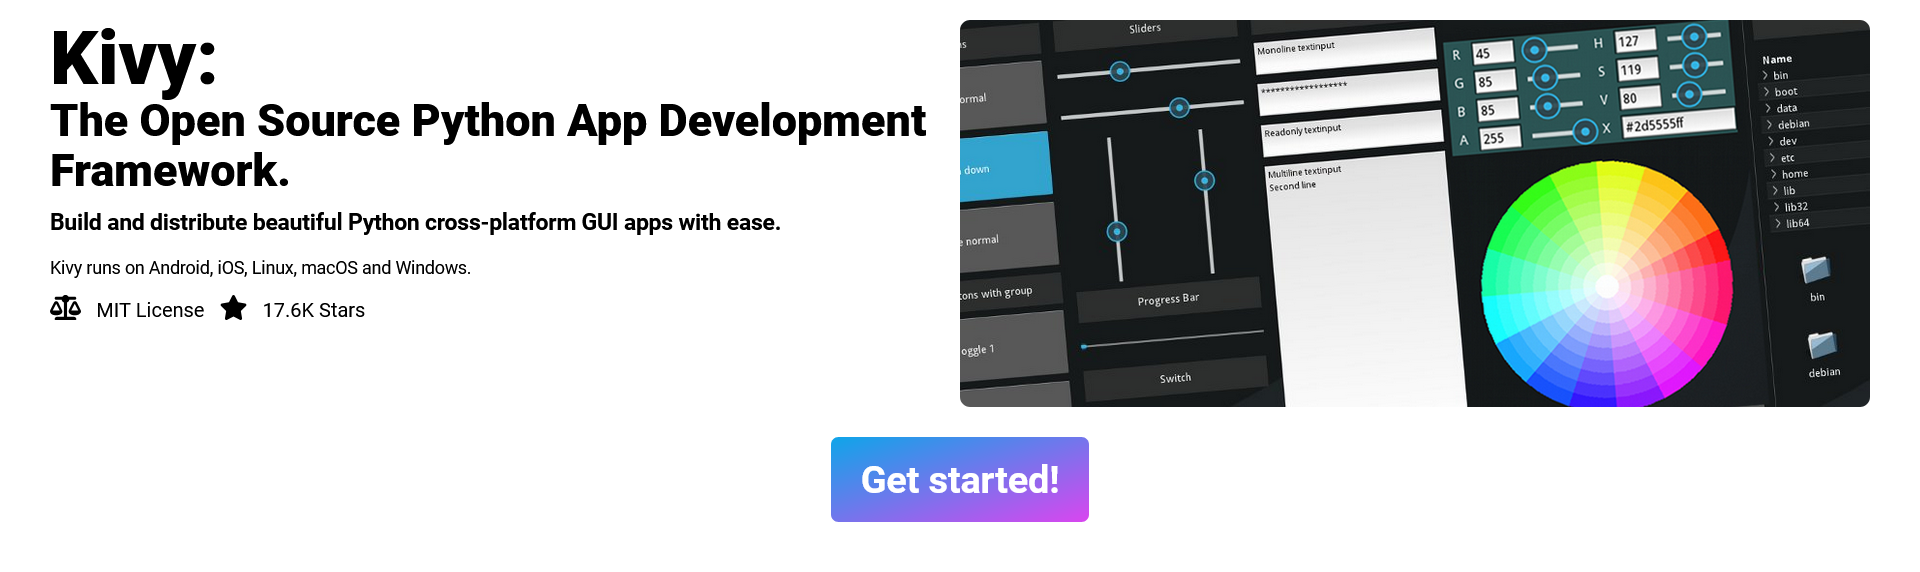 Kivy:
The Open Source Python App Development
Framework.
Build and distribute beautiful Python cross-platform GUI apps with ease.
Kivy runs on Android, iOS, Linux, macOS and Windows.
MIT License 17.6K Stars
ormal
down
e normal
tons with group
oggle 1
Sliders
Progress Bar
Switch
Monoline textinput
******************
Readonly textinput
Multiline textinput
Second line
R 45 H 127
G 85 S 119
B 85 V 80
A 255 X #2d5555ff
Name
bin
boot
data
debian
dev
etc
home
lib
lib32
lib64
bin
debian
Get started!